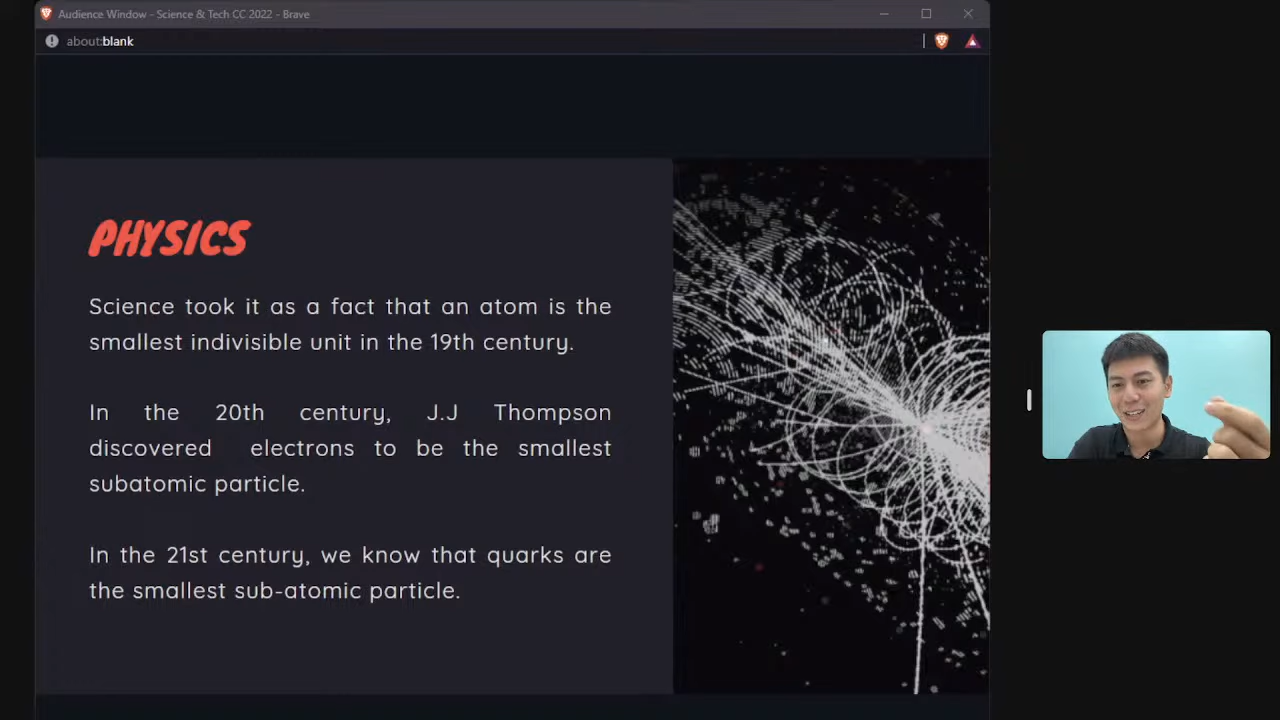 Audience Window - Science & Tech CC 2022 - Brave
about:blank
PHYSICS
Science took it as a fact that an atom is the
smallest indivisible unit in the 19th century.
In the 20th century, J.J Thompson
discovered electrons to be the smallest
subatomic particle.
In the 21st century, we know that quarks are
the smallest sub-atomic particle.